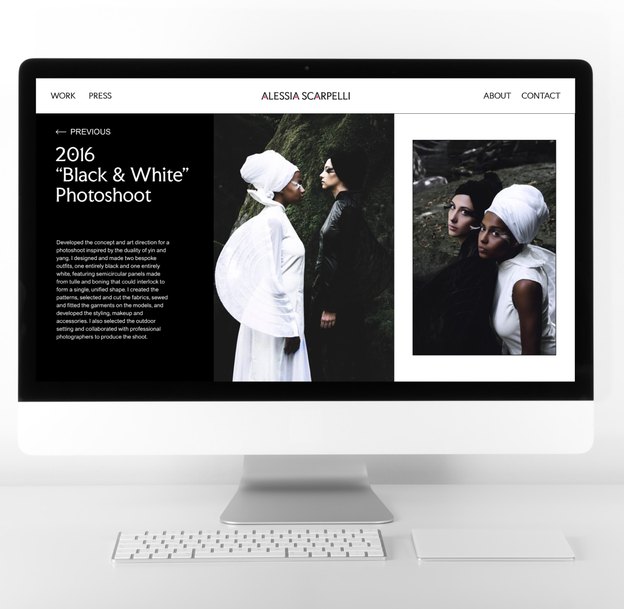 WORK PRESS ALESSIA SCARPELLI ABOUT CONTACT
⟵ PREVIOUS
2016
“Black & White”
Photoshoot
Developed the concept and art direction for a
photoshoot inspired by the duality of yin and
yang. I designed and made two bespoke
outfits, one entirely black and one entirely
white, featuring semicircular panels made
from tulle and boning that could interlock to
form a single, unified shape. I created the
patterns, selected and cut the fabrics, sewed
and fitted the garments on the models, and
developed the styling, makeup and
accessories. I also selected the outdoor
setting and collaborated with professional
photographers to produce the shoot.